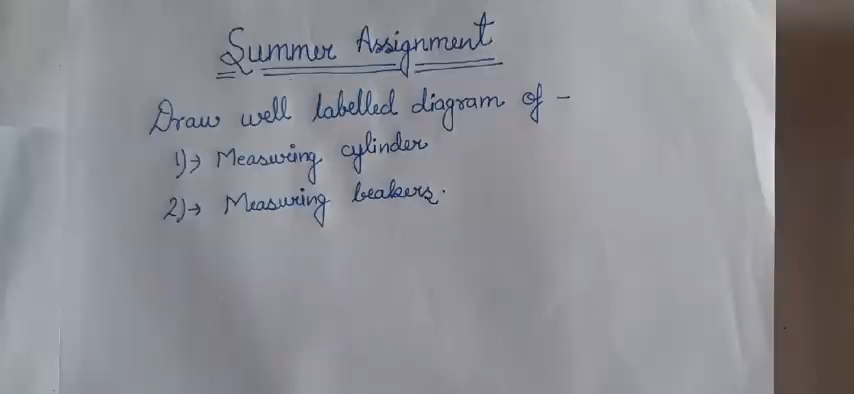 Summer Assignment
Draw well labelled diagram of -
1)→ Measuring cylinder
2)→ Measuring beakers.